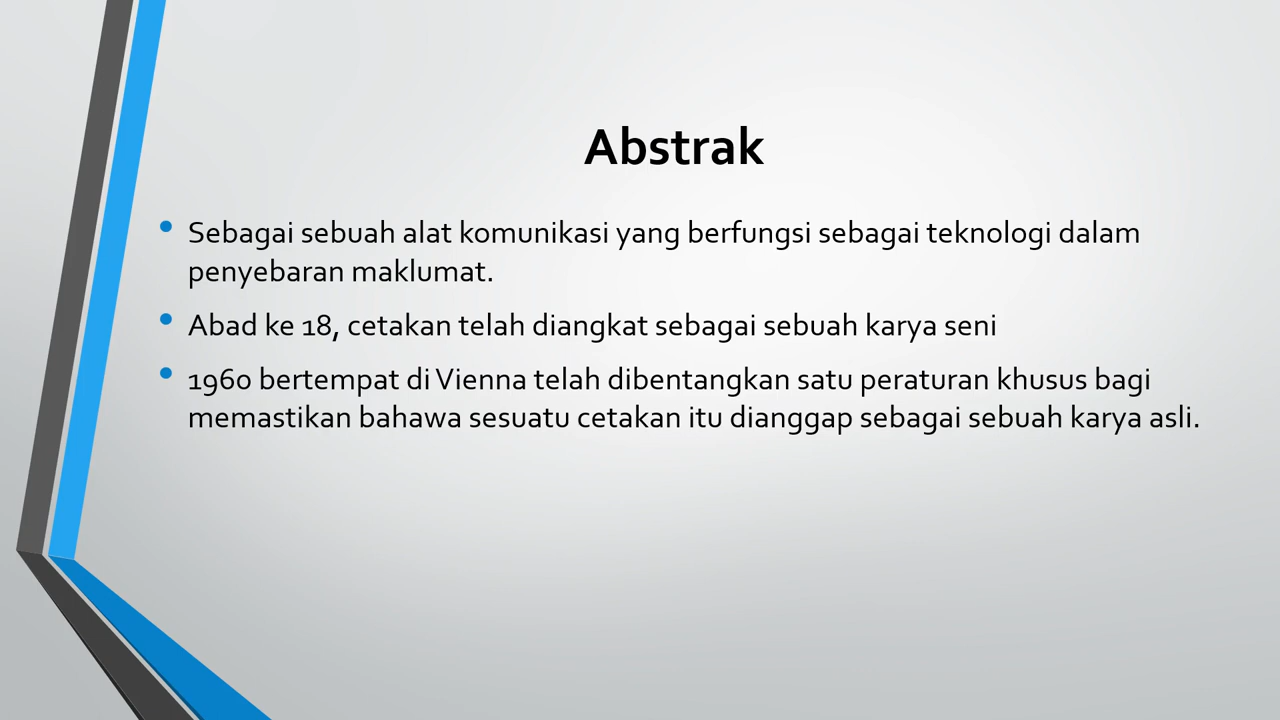 Abstrak
• Sebagai sebuah alat komunikasi yang berfungsi sebagai teknologi dalam
penyebaran maklumat.
• Abad ke 18, cetakan telah diangkat sebagai sebuah karya seni
• 1960 bertempat di Vienna telah dibentangkan satu peraturan khusus bagi
memastikan bahawa sesuatu cetakan itu dianggap sebagai sebuah karya asli.